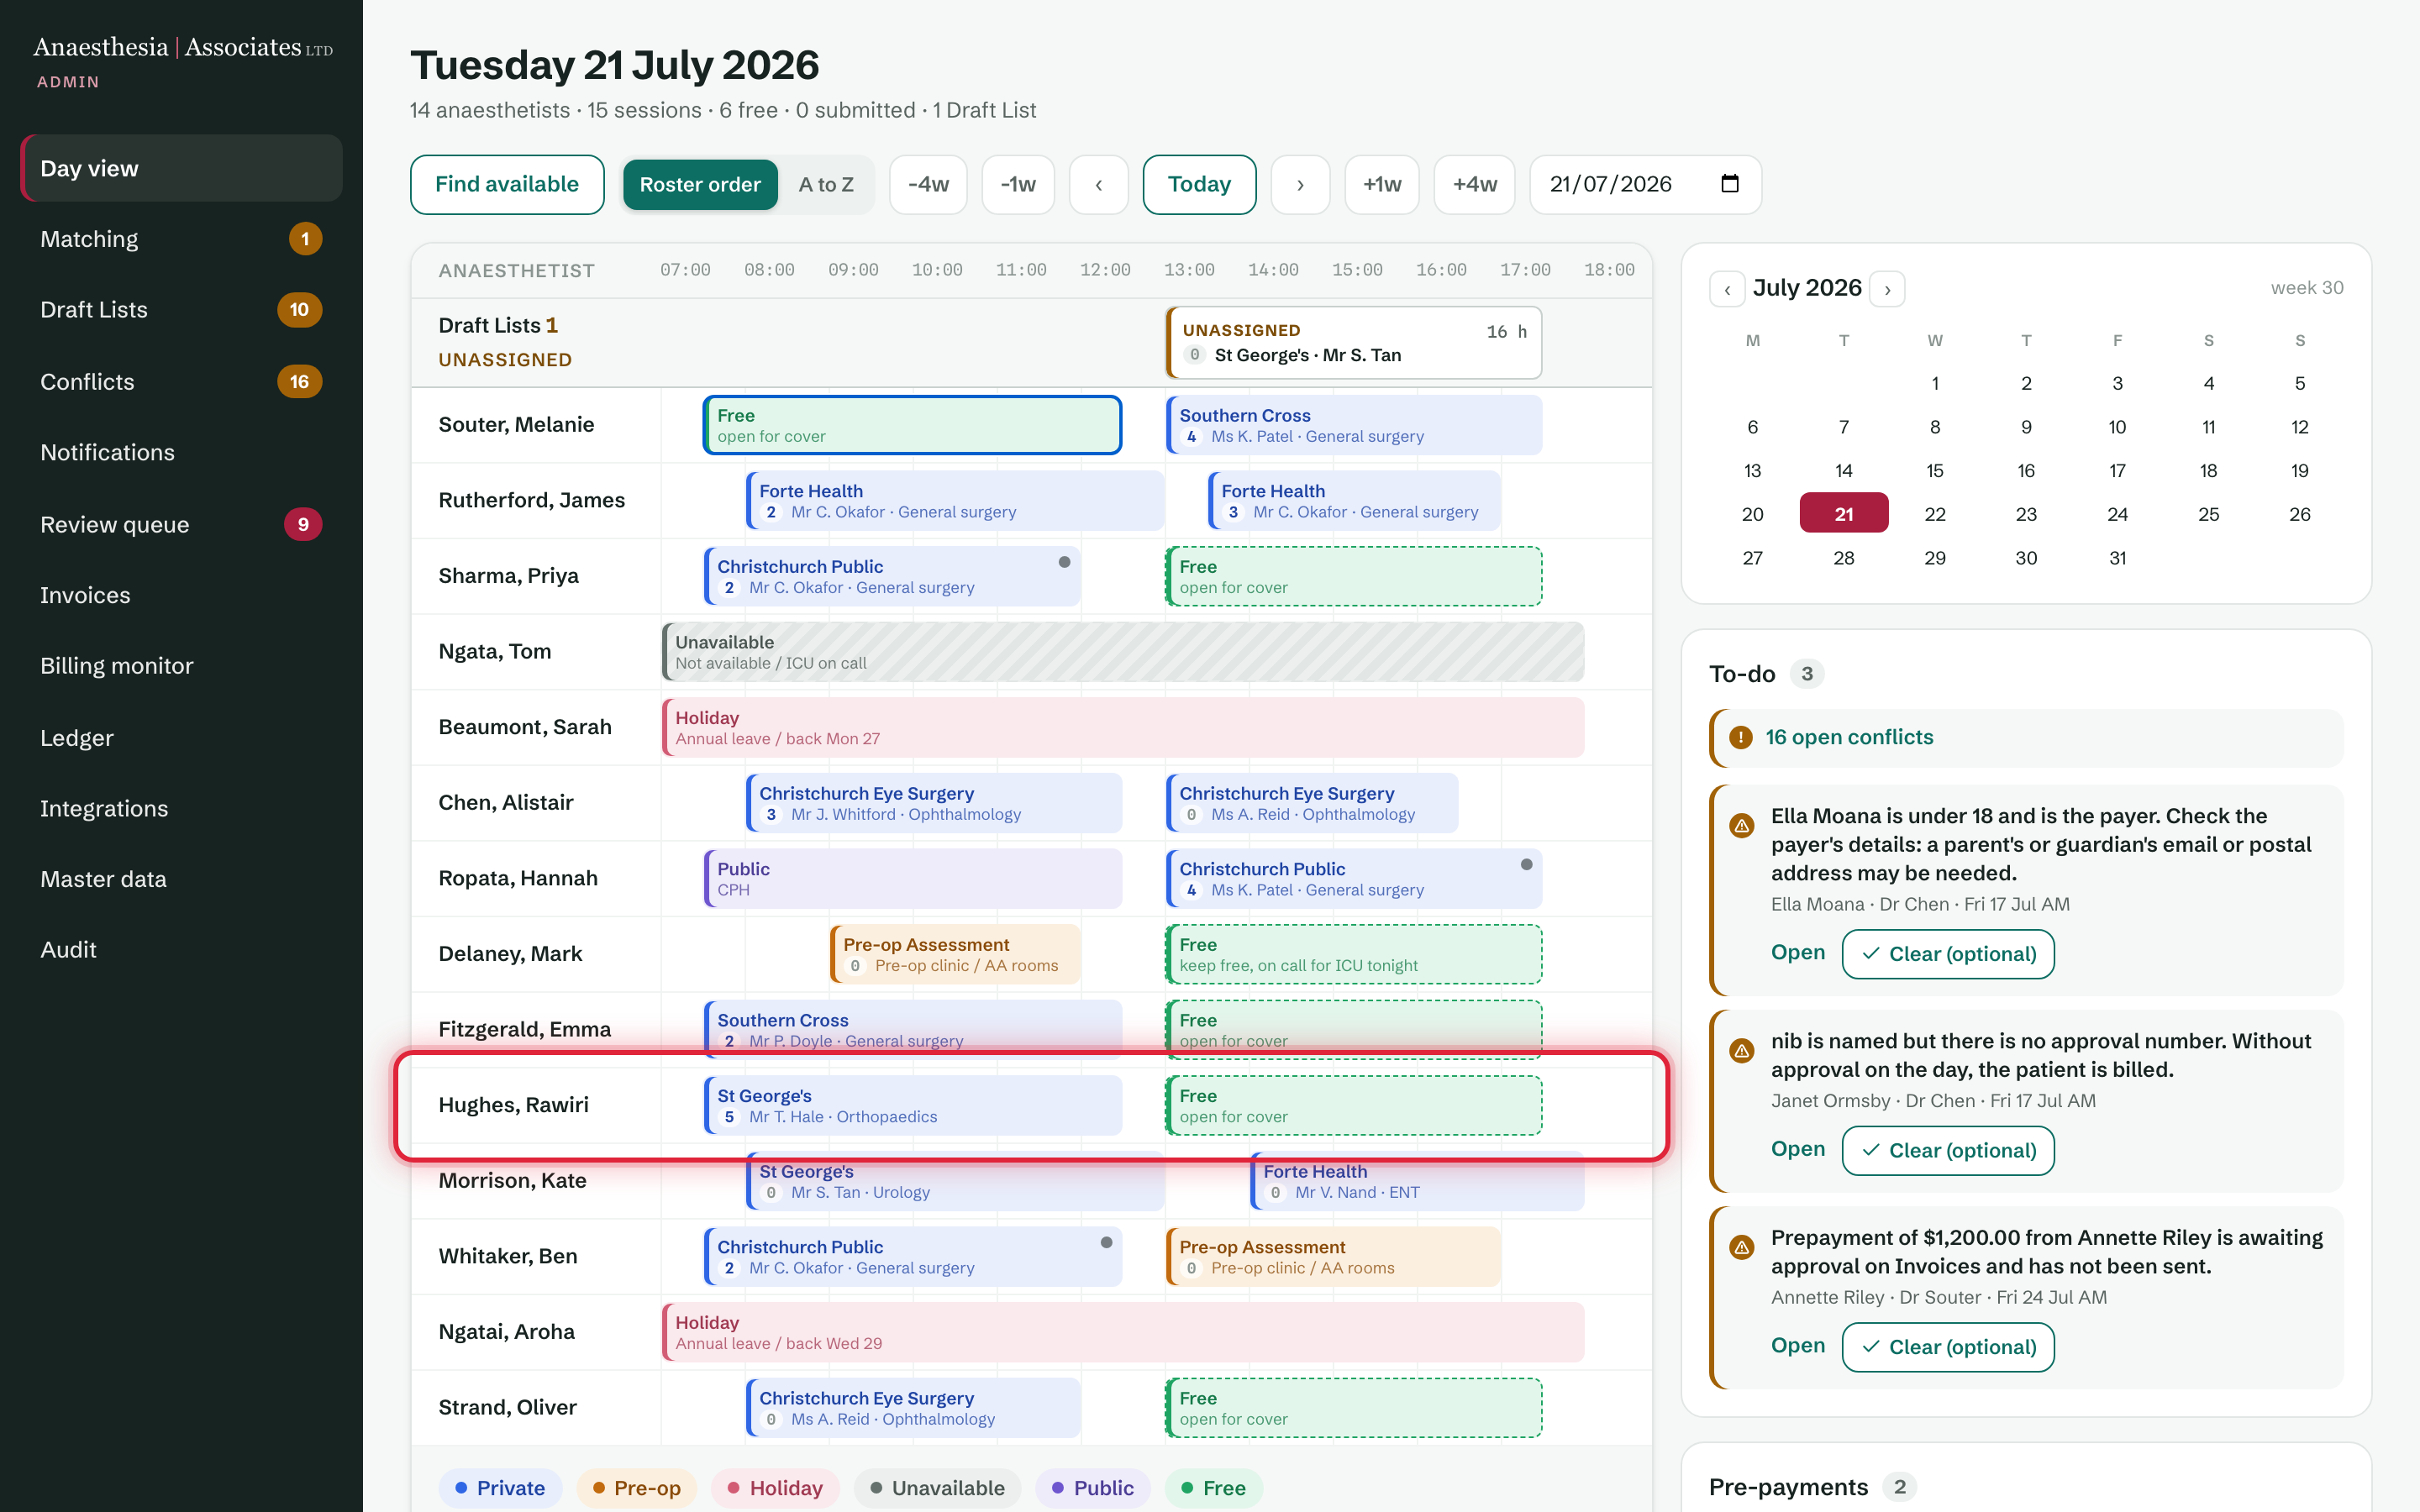 Anaesthesia | Associates LTD
ADMIN
Day view
Matching 1
Draft Lists 10
Conflicts 16
Notifications
Review queue 9
Invoices
Billing monitor
Ledger
Integrations
Master data
Audit
Tuesday 21 July 2026
14 anaesthetists · 15 sessions · 6 free · 0 submitted · 1 Draft List
Find available Roster order A to Z -4w -1w ‹ Today › +1w +4w 21/07/2026
ANAESTHETIST 07:00 08:00 09:00 10:00 11:00 12:00 13:00 14:00 15:00 16:00 17:00 18:00
Draft Lists 1
UNASSIGNED
UNASSIGNED 16 h
0 St George's · Mr S. Tan
Souter, Melanie
Free
open for cover
Southern Cross
4 Ms K. Patel · General surgery
Rutherford, James
Forte Health
2 Mr C. Okafor · General surgery
Forte Health
3 Mr C. Okafor · General surgery
Sharma, Priya
Christchurch Public
2 Mr C. Okafor · General surgery
Free
open for cover
Ngata, Tom
Unavailable
Not available / ICU on call
Beaumont, Sarah
Holiday
Annual leave / back Mon 27
Chen, Alistair
Christchurch Eye Surgery
3 Mr J. Whitford · Ophthalmology
Christchurch Eye Surgery
0 Ms A. Reid · Ophthalmology
Ropata, Hannah
Public
CPH
Christchurch Public
4 Ms K. Patel · General surgery
Delaney, Mark
Pre-op Assessment
0 Pre-op clinic / AA rooms
Free
keep free, on call for ICU tonight
Fitzgerald, Emma
Southern Cross
2 Mr P. Doyle · General surgery
Free
open for cover
Hughes, Rawiri
St George's
5 Mr T. Hale · Orthopaedics
Free
open for cover
Morrison, Kate
St George's
0 Mr S. Tan · Urology
Forte Health
0 Mr V. Nand · ENT
Whitaker, Ben
Christchurch Public
2 Mr C. Okafor · General surgery
Pre-op Assessment
0 Pre-op clinic / AA rooms
Ngatai, Aroha
Holiday
Annual leave / back Wed 29
Strand, Oliver
Christchurch Eye Surgery
0 Ms A. Reid · Ophthalmology
Free
open for cover
Private Pre-op Holiday Unavailable Public Free
‹ July 2026 › week 30
M T W T F S S
1 2 3 4 5
6 7 8 9 10 11 12
13 14 15 16 17 18 19
20 21 22 23 24 25 26
27 28 29 30 31
To-do 3
16 open conflicts
Ella Moana is under 18 and is the payer. Check the
payer's details: a parent's or guardian's email or postal
address may be needed.
Ella Moana · Dr Chen · Fri 17 Jul AM
Open ✓ Clear (optional)
nib is named but there is no approval number. Without
approval on the day, the patient is billed.
Janet Ormsby · Dr Chen · Fri 17 Jul AM
Open ✓ Clear (optional)
Prepayment of $1,200.00 from Annette Riley is awaiting
approval on Invoices and has not been sent.
Annette Riley · Dr Souter · Fri 24 Jul AM
Open ✓ Clear (optional)
Pre-payments 2